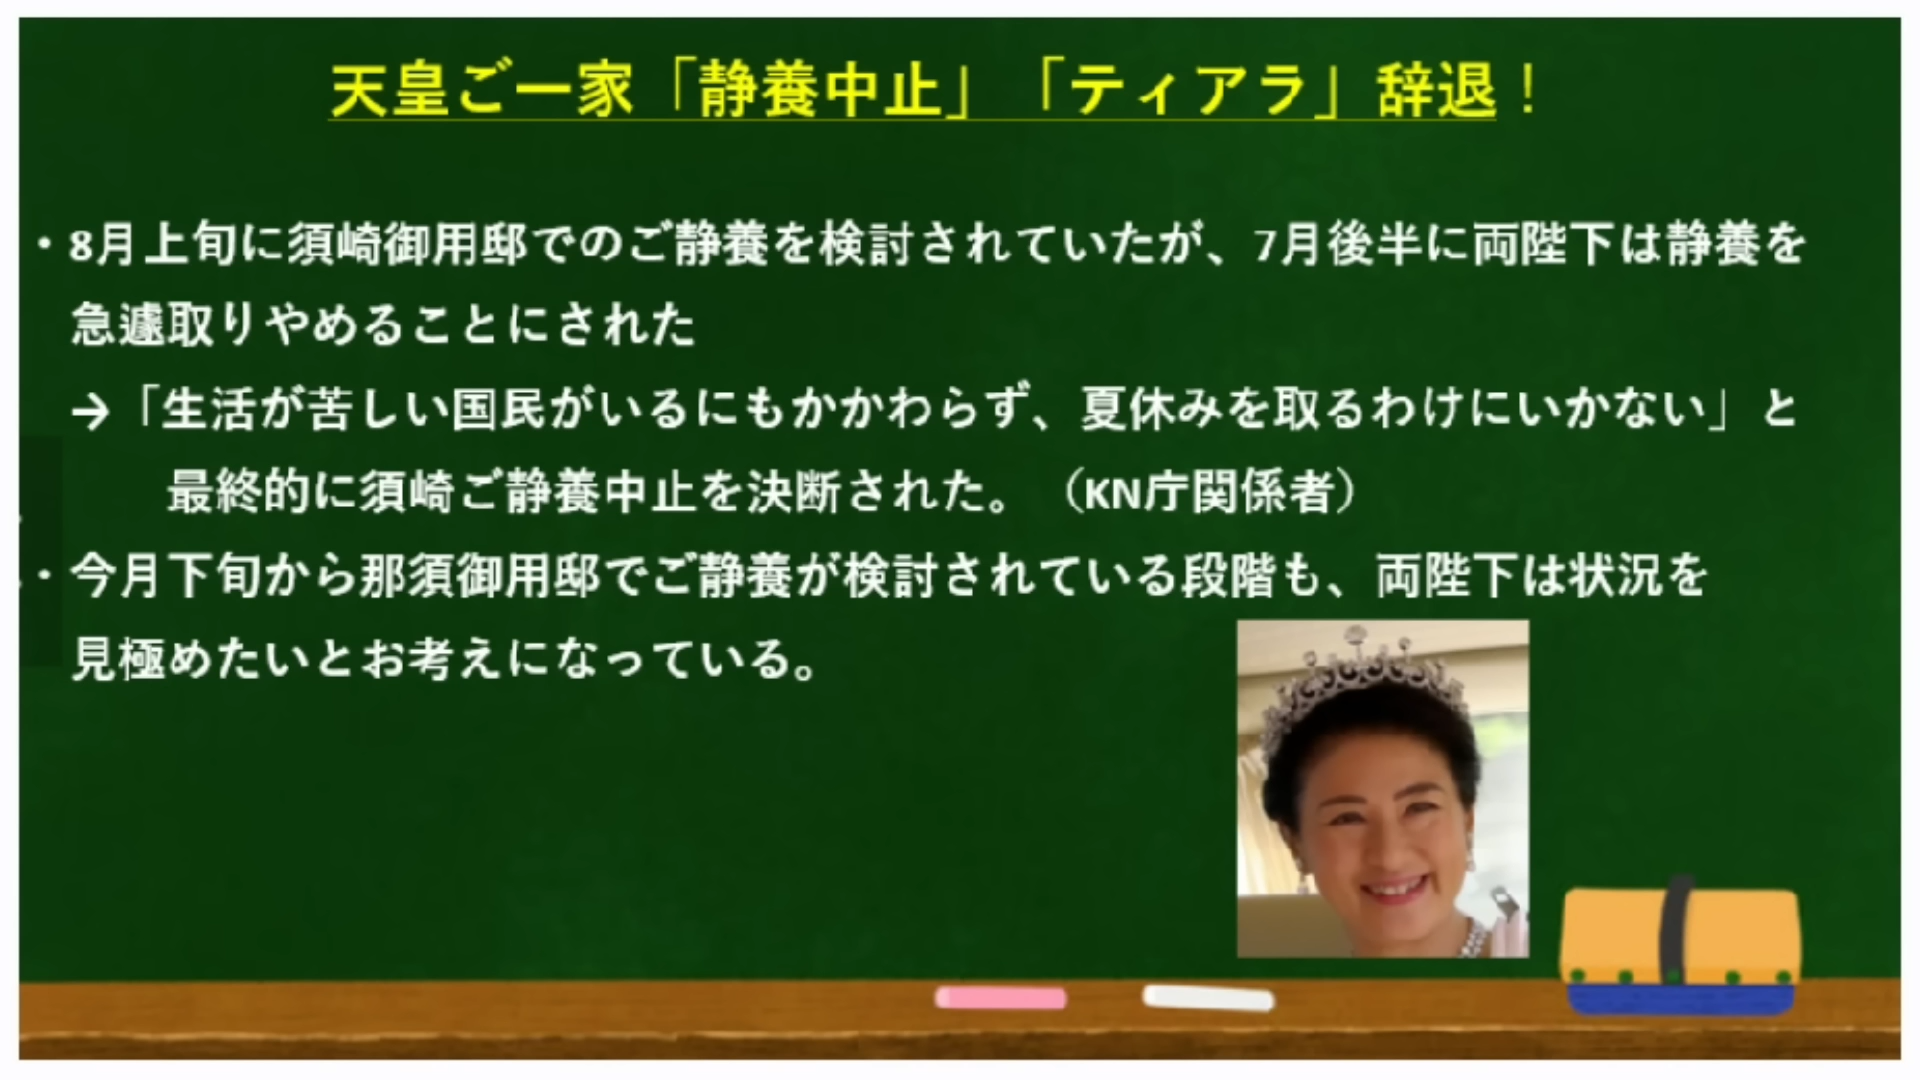 天皇ご一家「静養中止」「ティアラ」辞退！
・8月上旬に須崎御用邸でのご静養を検討されていたが、7月後半に両陛下は静養を
急遽取りやめることにされた
→「生活が苦しい国民がいるにもかかわらず、夏休みを取るわけにいかない」と
最終的に須崎ご静養中止を決断された。（KN庁関係者）
・今月下旬から那須御用邸でご静養が検討されている段階も、両陛下は状況を
見極めたいとお考えになっている。